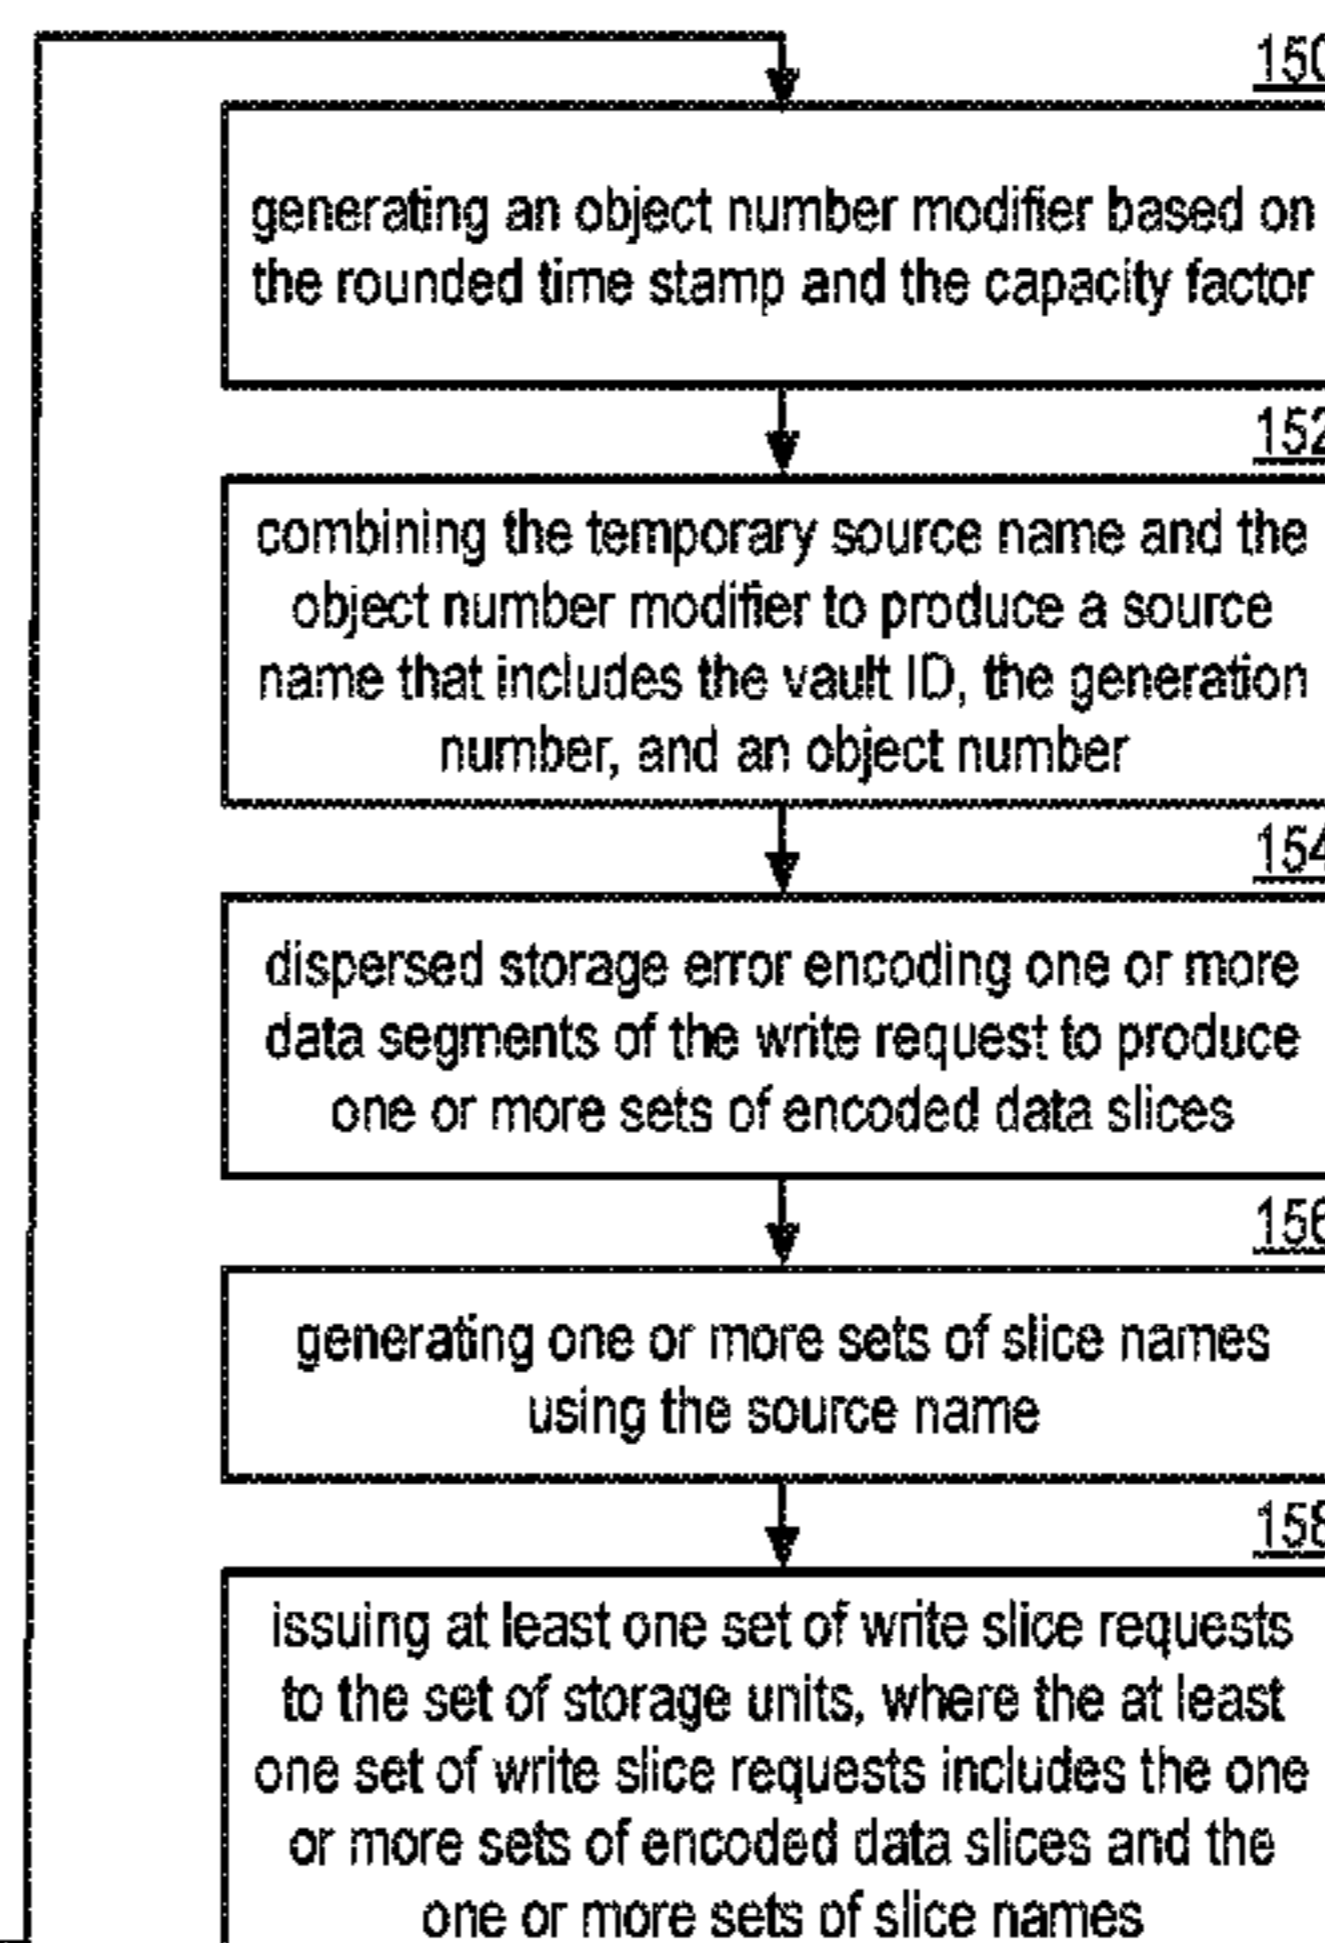 150
generating an object number modifier based on
the rounded time stamp and the capacity factor
152
combining the temporary source name and the
object number modifier to produce a source
name that includes the vault ID, the generation
number, and an object number
154
dispersed storage error encoding one or more
data segments of the write request to produce
one or more sets of encoded data slices
156
generating one or more sets of slice names
using the source name
158
issuing at least one set of write slice requests
to the set of storage units, where the at least
one set of write slice requests includes the one
or more sets of encoded data slices and the
one or more sets of slice names